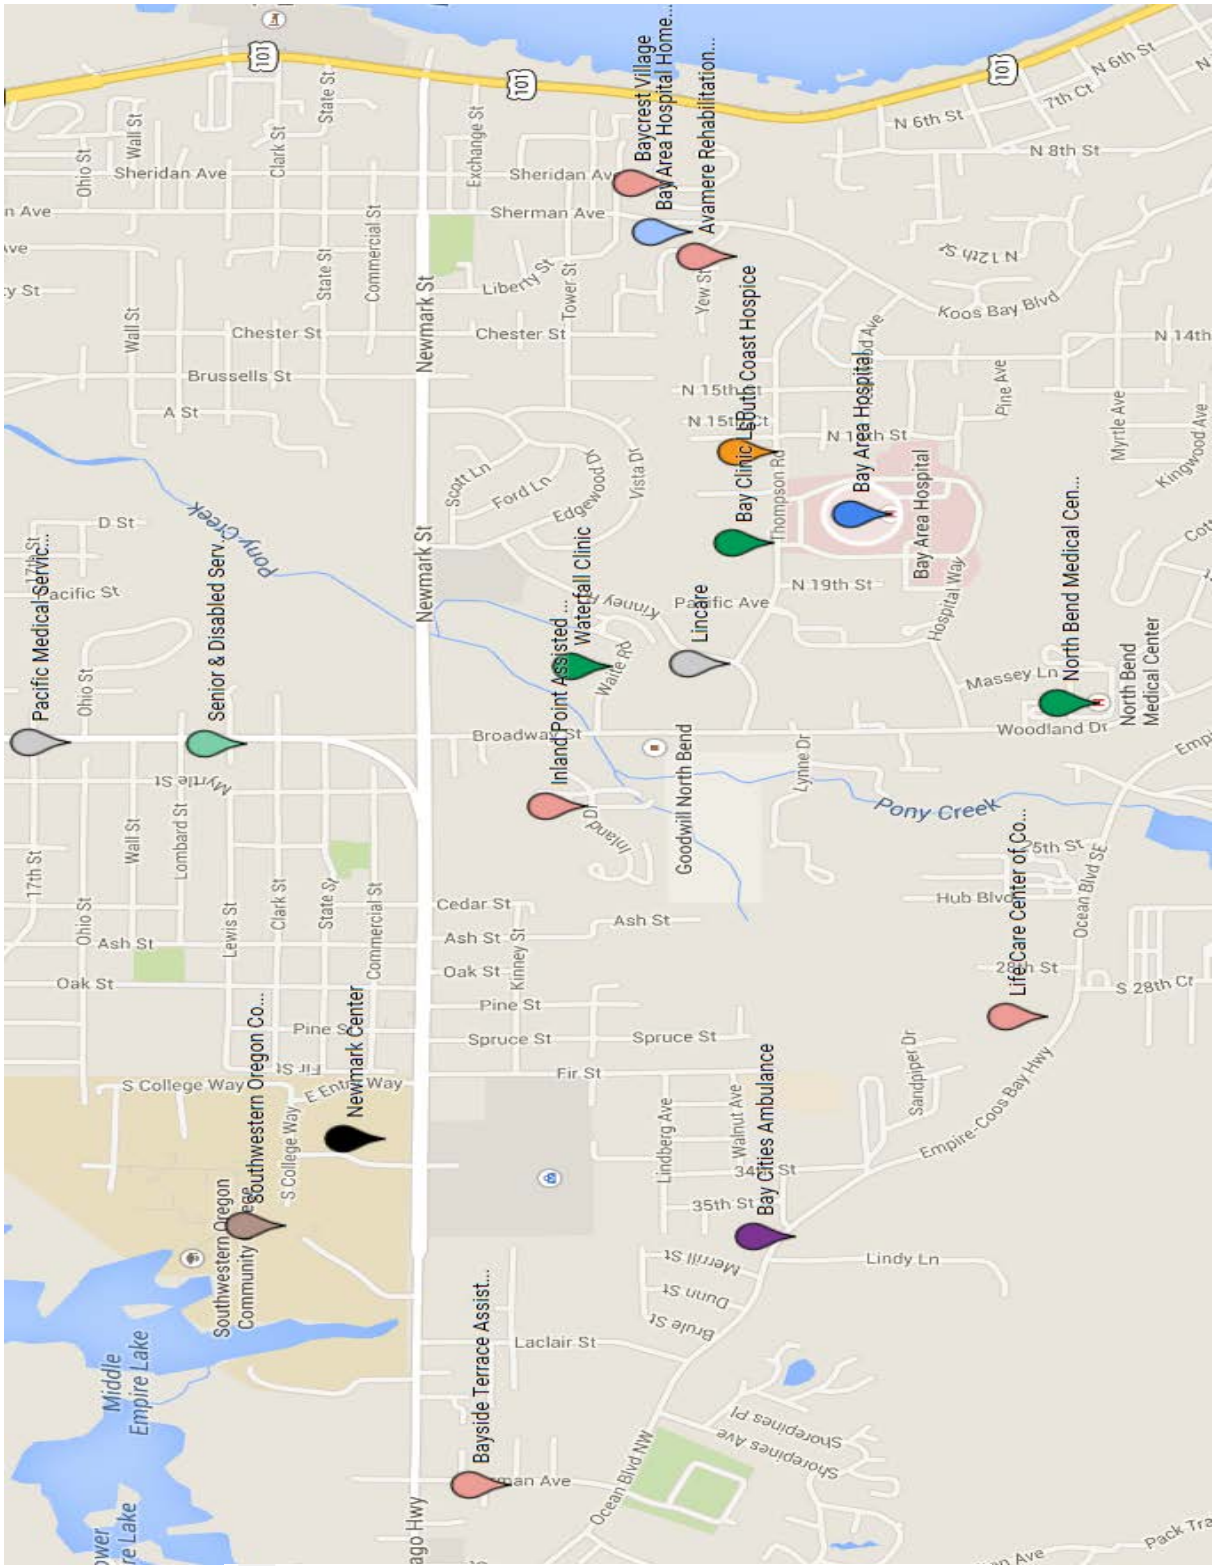 101
101
101
Ohio St
Wall St
Clark St
State St
Sheridan Ave
n Ave
Exchange St
Sheridan Av
Sherman Ave
Baycrest Village
Bay Area Hospital Home...
Avamere Rehabilitation...
N 6th St
N 6th St
7th Ct
N 8th St
N 12th St
Koos Bay Blvd
N 14th
State St
Commercial St
Newmark St
Liberty St
Tower St
Yew St
Wall St
Chester St
Chester St
Brussells St
A St
N 15th St
N 15th Ct
South Coast Hospice
Bay Clinic LLP
Thompson Rd
Bay Area Hospital
Bay Area Hospital
Pine Ave
Myrtle Ave
Kingwood Ave
Scott Ln
Ford Ln
Edgewood Dr
Vista Dr
D St
17th St
Pony Creek
Newmark St
Pacific Medical Servic...
Ohio St
Senior & Disabled Serv...
Waterfall Clinic
Inland Point Assisted ...
Waite Rd
Lincare
Pacific Ave
N 19th St
Hospital Way
Massey Ln
North Bend Medical Cen...
North Bend
Medical Center
Woodland Dr
Broadway St
Goodwill North Bend
Lynne Dr
Pony Creek
Inland Dr
Myrtle St
Wall St
Lombard St
17th St
Ohio St
Ash St
Lewis St
Clark St
State St
Commercial St
Oak St
Cedar St
Ash St
Ash St
Oak St
Kinney St
Pine St
Spruce St
Spruce St
Fir St
Hub Blvd
25th St
Ocean Blvd SE
28th St
S 28th Ct
Life Care Center of Co...
Sandpiper Dr
Empire-Coos Bay Hwy
Fir St
S College Way
E Entry Way
Newmark Center
S College Way
Southwestern Oregon Co...
Southwestern Oregon
Community College
Lindberg Ave
Walnut Ave
34th St
35th St
Bay Cities Ambulance
Merrill St
Dunn St
Brule St
Lindy Ln
Laclair St
Middle
Empire Lake
Bayside Terrace Assist...
Ocean Blvd NW
Shorepines Pl
Shorepines Ave
Pack Tra